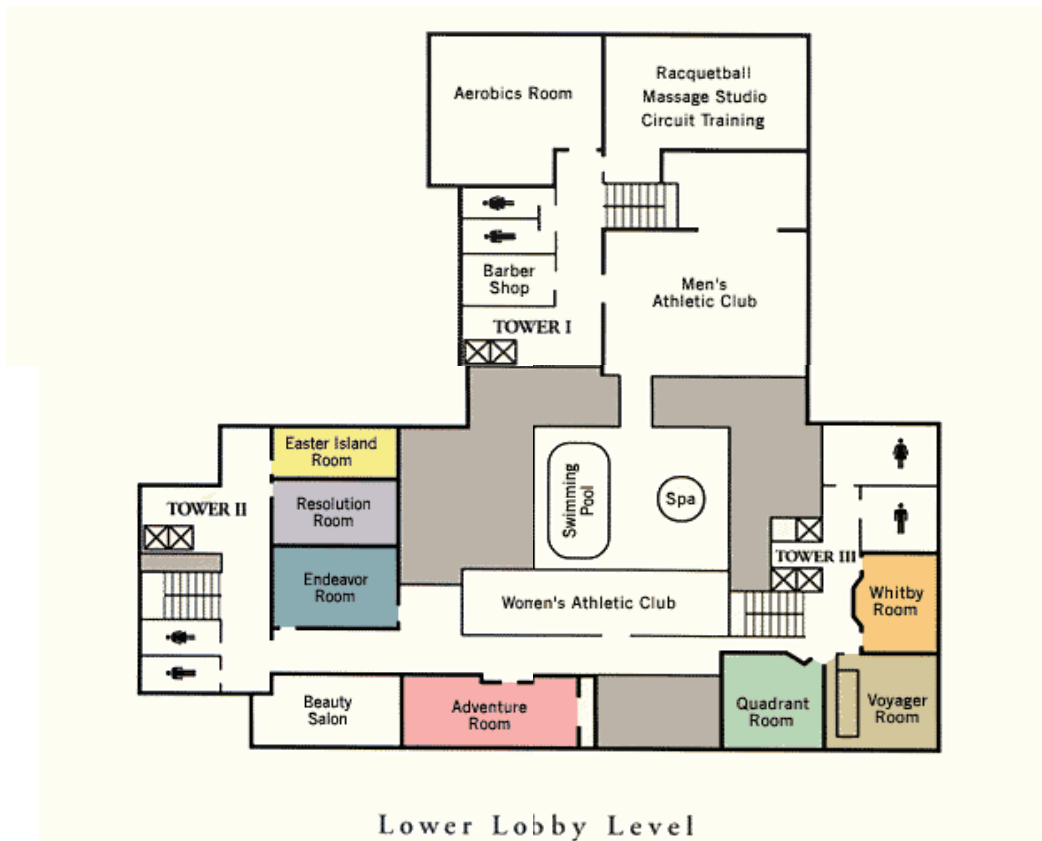 Aerobics Room
Racquetball
Massage Studio
Circuit Training
Barber
Shop
Men's
Athletic Club
TOWER I
Easter Island
Room
Resolution
Room
TOWER II
Endeavor
Room
Swimming
Pool
Spa
TOWER III
Wonen's Athletic Club
Whitby
Room
Beauty
Salon
Adventure
Room
Quadrant
Room
Voyager
Room
Lower Lobby Level